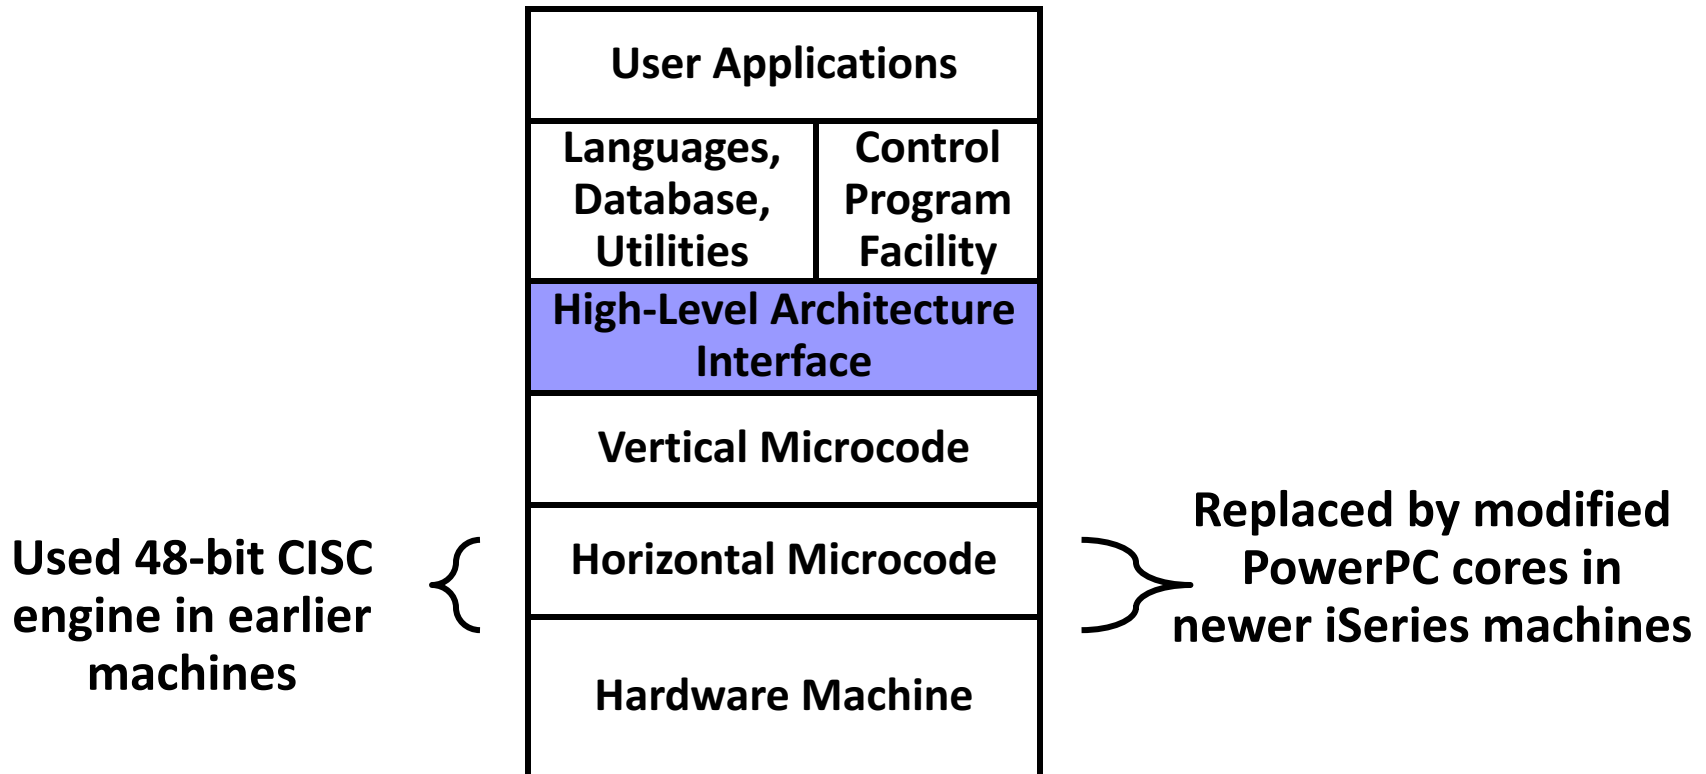 User Applications
Languages,
Database,
Utilities
Control
Program
Facility
High-Level Architecture
Interface
Vertical Microcode
Used 48-bit CISC
engine in earlier
machines
Horizontal Microcode
Replaced by modified
PowerPC cores in
newer iSeries machines
Hardware Machine